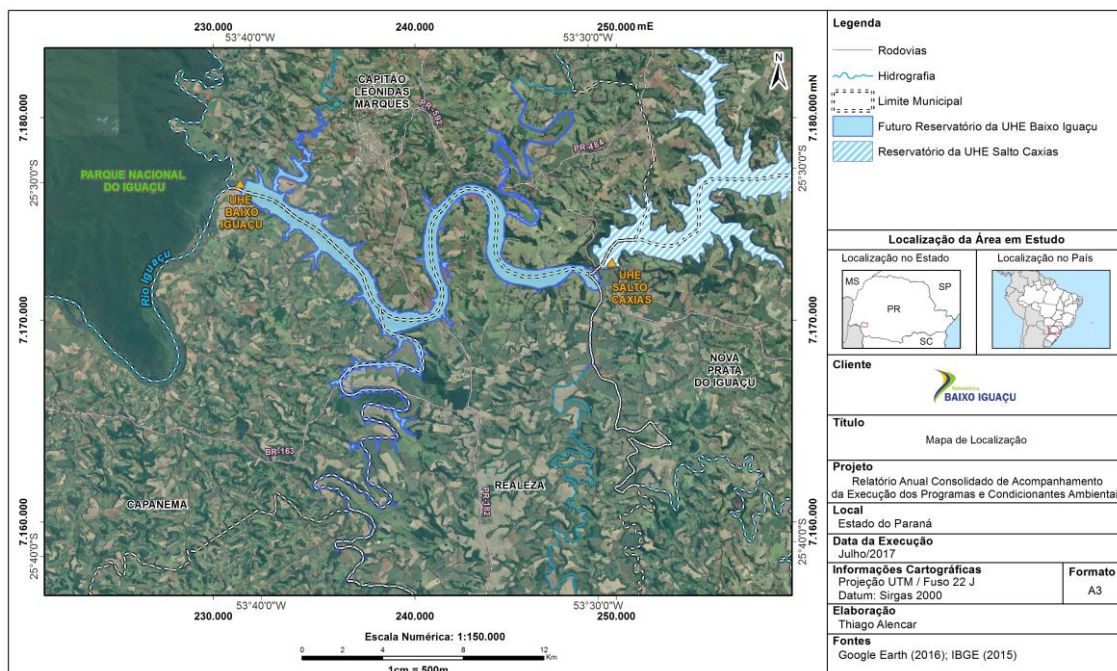 230.000
240.000
250.000 mE
53°40'0"W
53°30'0"W
7.180.000 mN
7.180.000
25°30'0"S
25°30'0"S
7.170.000
7.170.000
7.160.000
7.160.000
25°40'0"S
25°40'0"S
N
CAPITÃO
LEÔNIDAS
MARQUES
PR-592
PR-484
PARQUE NACIONAL
DO IGUAÇU
UHE
BAIXO
IGUAÇU
Rio Iguaçu
UHE
SALTO
CAXIAS
NOVA
PRATA
DO IGUAÇU
BR-163
CAPANEMA
REALEZA
PR-182
53°40'0"W
53°30'0"W
230.000
240.000
250.000
Escala Numérica: 1:150.000
0 2 4 8 12
Km
1cm = 500m
Legenda
Rodovias
Hidrografia
Limite Municipal
Futuro Reservatório da UHE Baixo Iguaçu
Reservatório da UHE Salto Caxias
Localização da Área em Estudo
Localização no Estado
Localização no País
MS
SP
PR
SC
Cliente
Hidrelétrica
BAIXO IGUAÇU
Título
Mapa de Localização
Projeto
Relatório Anual Consolidado de Acompanhamento
da Execução dos Programas e Condicionantes Ambientai
Local
Estado do Paraná
Data da Execução
Julho/2017
Informações Cartográficas
Projeção UTM / Fuso 22 J
Datum: Sirgas 2000
Formato
A3
Elaboração
Thiago Alencar
Fontes
Google Earth (2016); IBGE (2015)